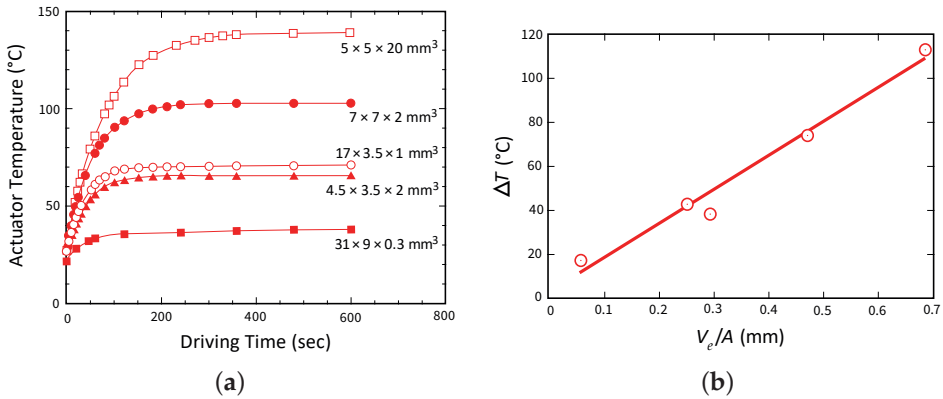 150
100
50
0
Actuator Temperature (°C)
5 × 5 × 20 mm³
7 × 7 × 2 mm³
17 × 3.5 × 1 mm³
4.5 × 3.5 × 2 mm³
31 × 9 × 0.3 mm³
0 200 400 600 800
Driving Time (sec)
(a)
120
100
80
60
40
20
0
ΔT (°C)
0 0.1 0.2 0.3 0.4 0.5 0.6 0.7
Vₑ/A (mm)
(b)